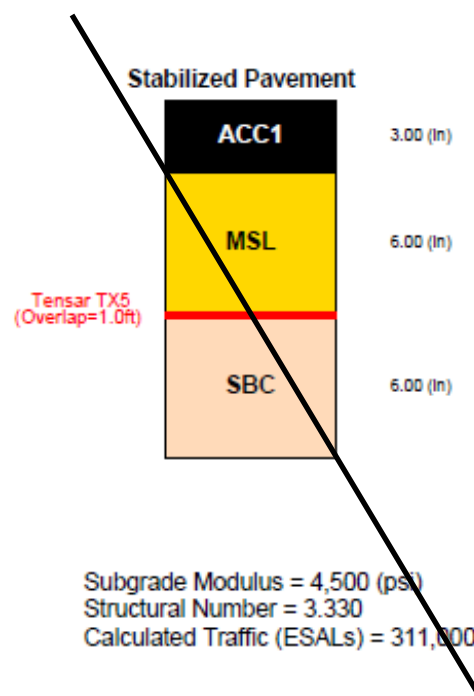 Stabilized Pavement
ACC1
3.00 (in)
MSL
6.00 (in)
Tensar TX5
(Overlap=1.0ft)
SBC
6.00 (in)
Subgrade Modulus = 4,500 (psi)
Structural Number = 3.330
Calculated Traffic (ESALs) = 311,000